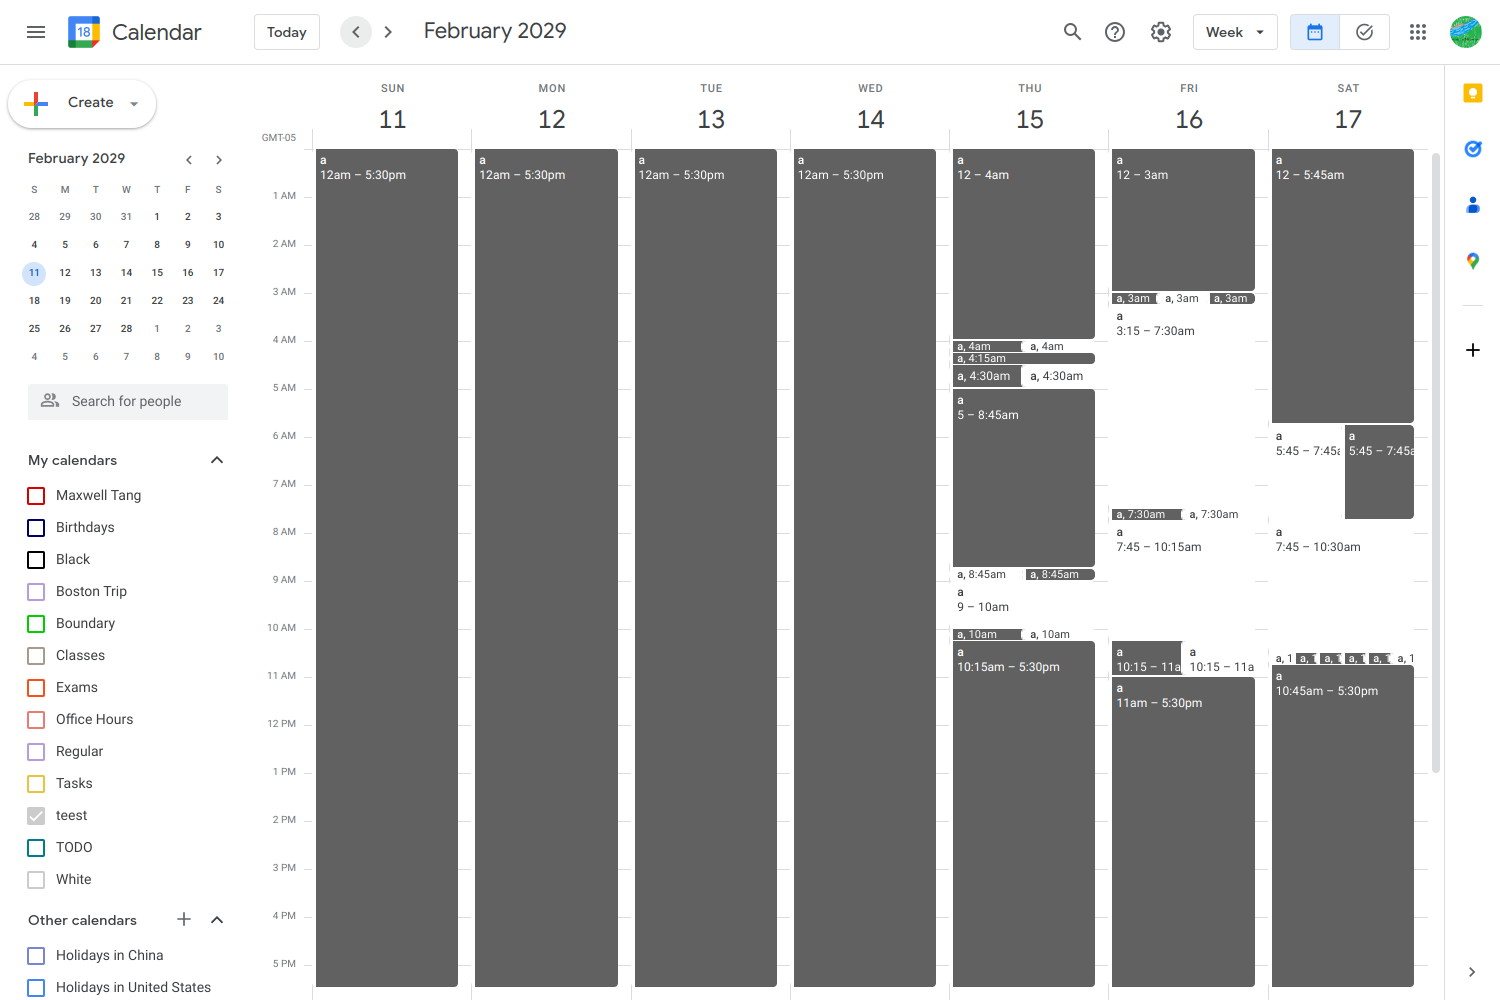 18 Calendar
Today
February 2029
Week
Create
February 2029
S M T W T F S
28 29 30 31 1 2 3
4 5 6 7 8 9 10
11 12 13 14 15 16 17
18 19 20 21 22 23 24
25 26 27 28 1 2 3
4 5 6 7 8 9 10
Search for people
My calendars
Maxwell Tang
Birthdays
Black
Boston Trip
Boundary
Classes
Exams
Office Hours
Regular
Tasks
teest
TODO
White
Other calendars
Holidays in China
Holidays in United States
GMT-05
SUN MON TUE WED THU FRI SAT
11 12 13 14 15 16 17
1 AM
2 AM
3 AM
4 AM
5 AM
6 AM
7 AM
8 AM
9 AM
10 AM
11 AM
12 PM
1 PM
2 PM
3 PM
4 PM
5 PM
a
12am – 5:30pm
a
12am – 5:30pm
a
12am – 5:30pm
a
12am – 5:30pm
a
12 – 4am
a, 4am
a, 4am
a, 4:15am
a, 4:30am
a, 4:30am
a
5 – 8:45am
a, 8:45am
a, 8:45am
a
9 – 10am
a, 10am
a, 10am
a
10:15am – 5:30pm
a
12 – 3am
a, 3am
a, 3am
a, 3am
a
3:15 – 7:30am
a, 7:30am
a, 7:30am
a
7:45 – 10:15am
a
10:15 – 11a
a
10:15 – 11a
a
11am – 5:30pm
a
12 – 5:45am
a
5:45 – 7:45a
a
5:45 – 7:45a
a
7:45 – 10:30am
a, 1
a, 1
a, 1
a, 1
a, 1
a, 1
a
10:45am – 5:30pm